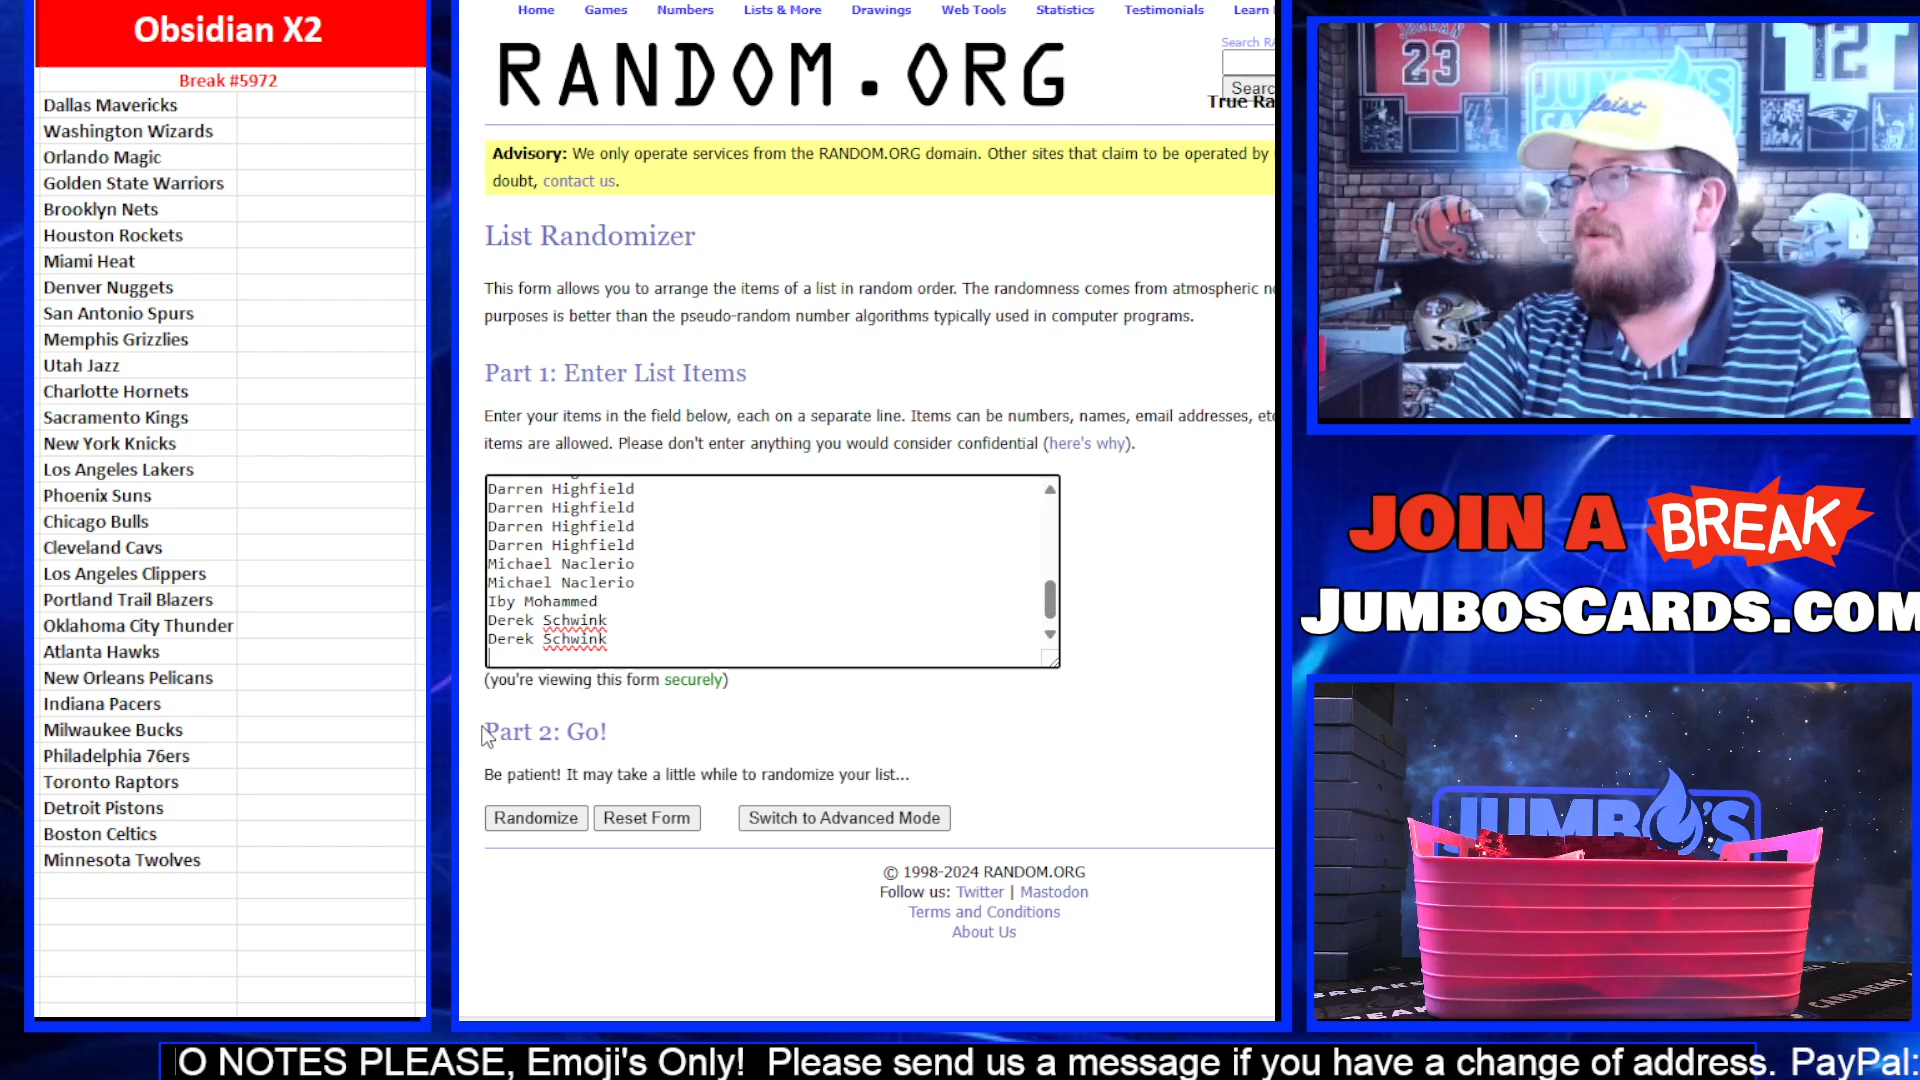 Obsidian X2
Break #5972
Dallas Mavericks
Washington Wizards
Orlando Magic
Golden State Warriors
Brooklyn Nets
Houston Rockets
Miami Heat
Denver Nuggets
San Antonio Spurs
Memphis Grizzlies
Utah Jazz
Charlotte Hornets
Sacramento Kings
New York Knicks
Los Angeles Lakers
Phoenix Suns
Chicago Bulls
Cleveland Cavs
Los Angeles Clippers
Portland Trail Blazers
Oklahoma City Thunder
Atlanta Hawks
New Orleans Pelicans
Indiana Pacers
Milwaukee Bucks
Philadelphia 76ers
Toronto Raptors
Detroit Pistons
Boston Celtics
Minnesota Twolves
Home Games Numbers Lists & More Drawings Web Tools Statistics Testimonials Learn
RANDOM.ORG
Search RA
Searc
True Ra
Advisory: We only operate services from the RANDOM.ORG domain. Other sites that claim to be operated by
doubt, contact us.
List Randomizer
This form allows you to arrange the items of a list in random order. The randomness comes from atmospheric no
purposes is better than the pseudo-random number algorithms typically used in computer programs.
Part 1: Enter List Items
Enter your items in the field below, each on a separate line. Items can be numbers, names, email addresses, etc
items are allowed. Please don't enter anything you would consider confidential (here's why).
Darren Highfield
Darren Highfield
Darren Highfield
Darren Highfield
Michael Naclerio
Michael Naclerio
Iby Mohammed
Derek Schwink
Derek Schwink
(you're viewing this form securely)
Part 2: Go!
Be patient! It may take a little while to randomize your list...
Randomize Reset Form Switch to Advanced Mode
© 1998-2024 RANDOM.ORG
Follow us: Twitter | Mastodon
Terms and Conditions
About Us
JORDAN
23
12
JUMBO'S
JOIN A BREAK
JUMBOSCARDS.COM
JUMBO'S
BREAKS
CARD BREAKS
O NOTES PLEASE, Emoji's Only! Please send us a message if you have a change of address. PayPal: